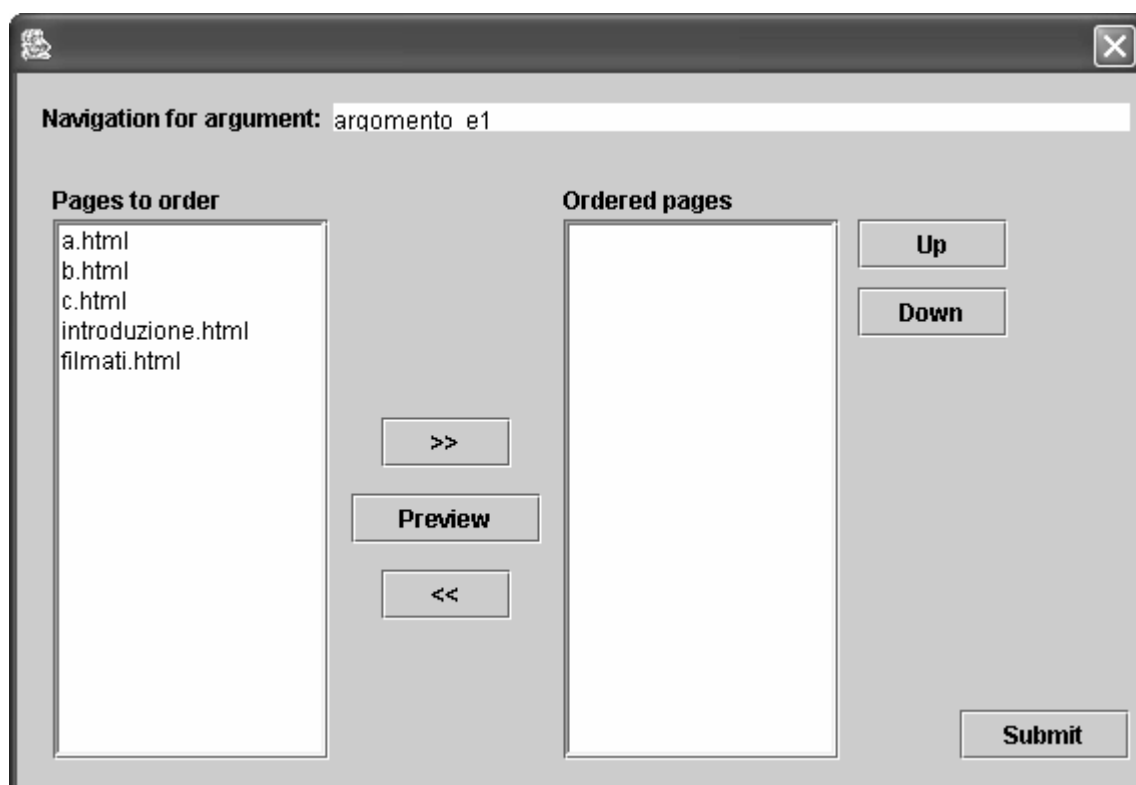 Navigation for argument: argomento_e1
Pages to order
a.html
b.html
c.html
introduzione.html
filmati.html
>>
Preview
<<
Ordered pages
Up
Down
Submit